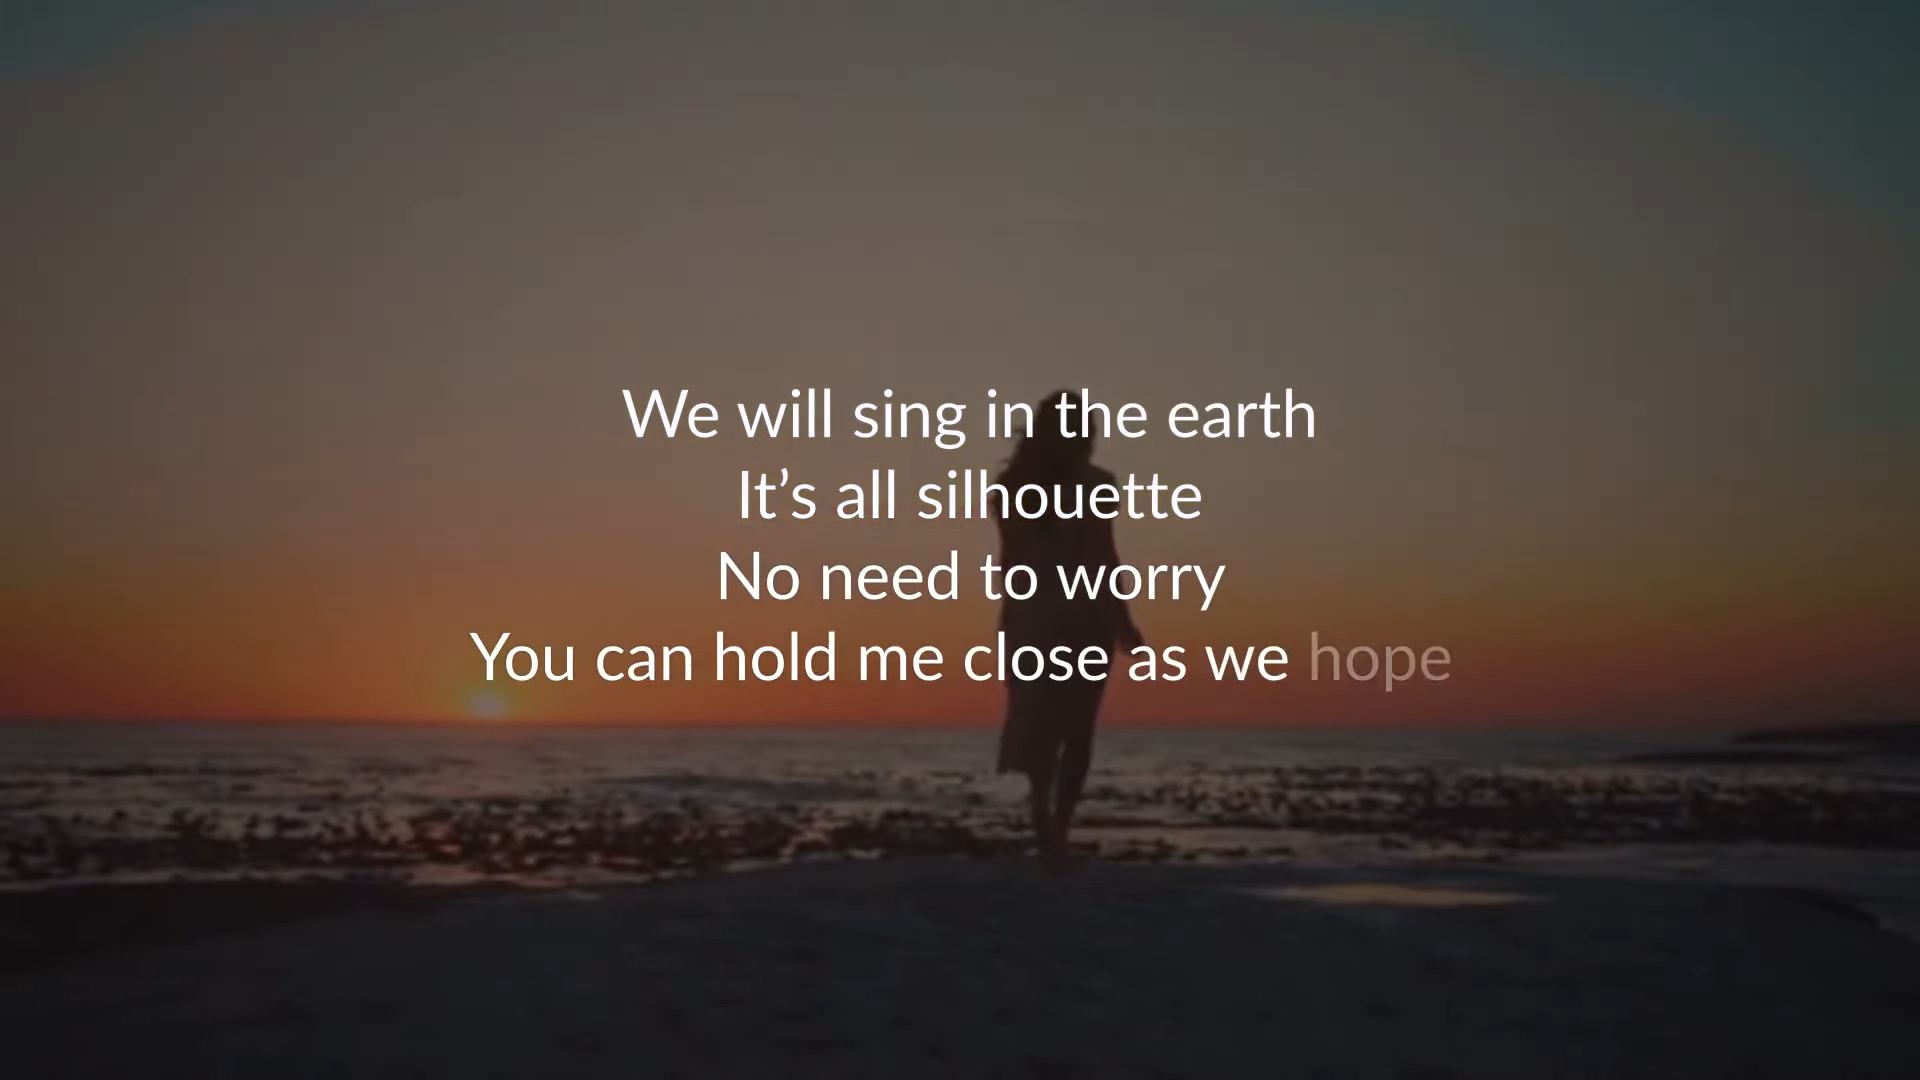 We will sing in the earth
It’s all silhouette
No need to worry
You can hold me close as we hope